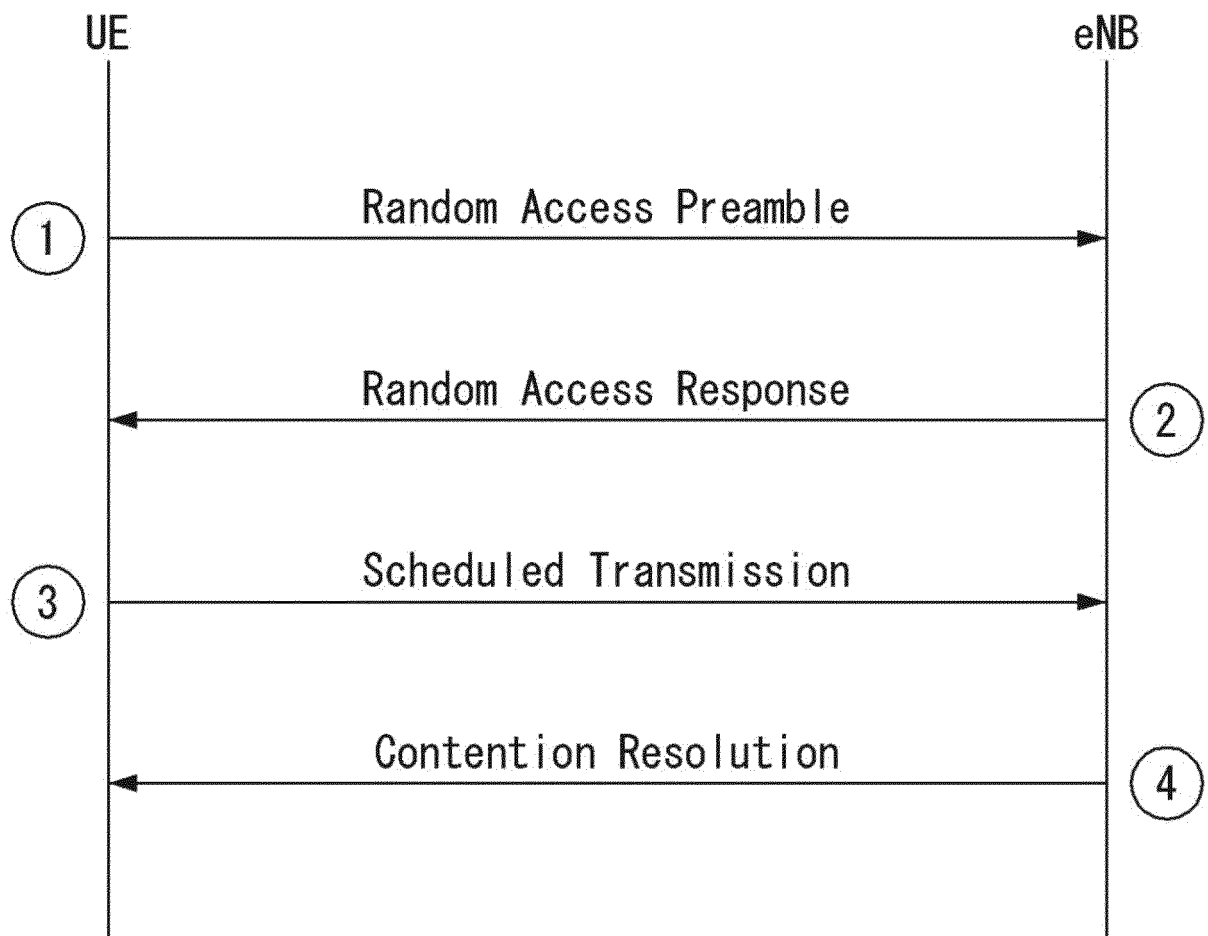 UE eNB
Random Access Preamble
1
Random Access Response
2
Scheduled Transmission
3
Contention Resolution
4